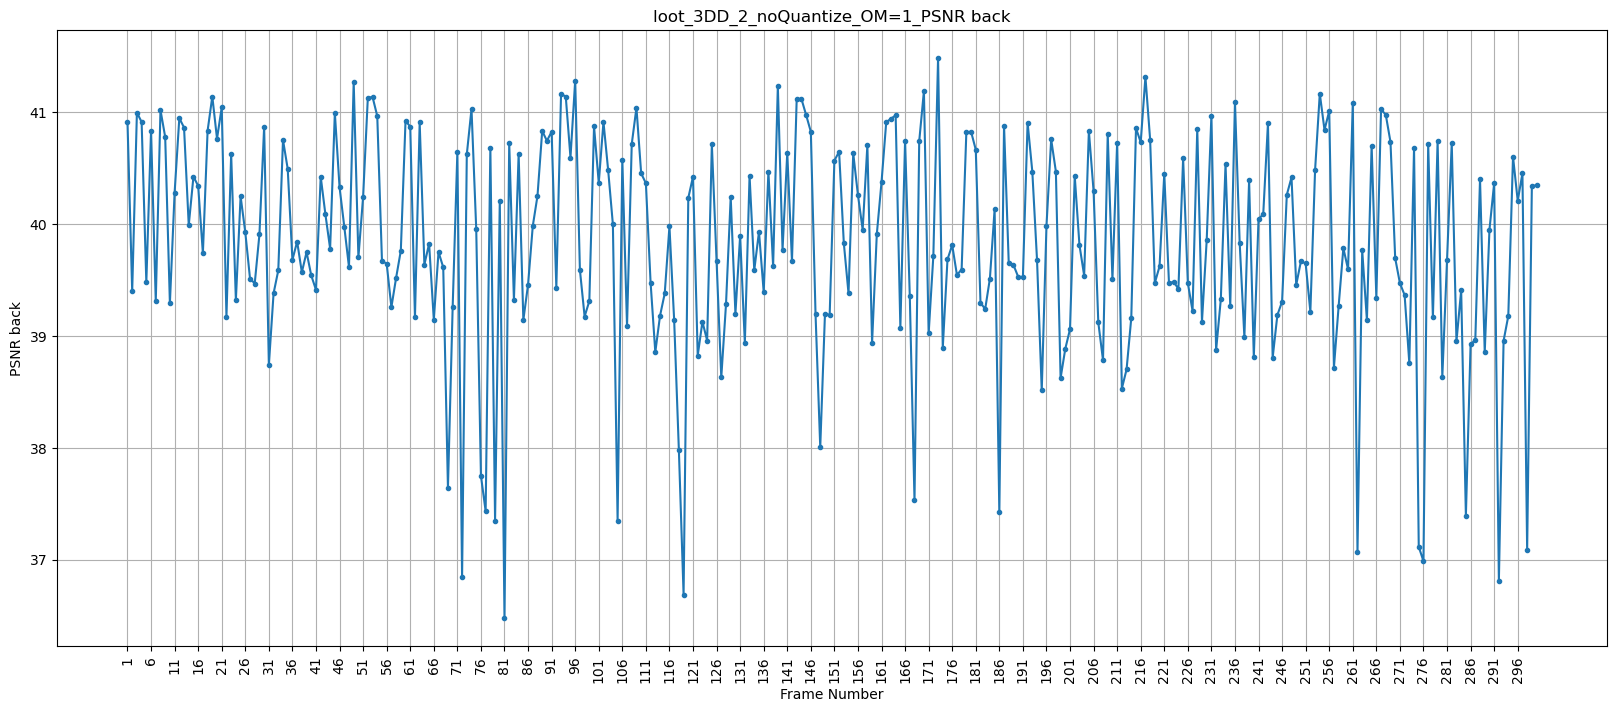 loot_3DD_2_noQuantize_OM=1_PSNR back
PSNR back
41
40
39
38
37
1 6 11 16 21 26 31 36 41 46 51 56 61 66 71 76 81 86 91 96 101 106 111 116 121 126 131 136 141 146 151 156 161 166 171 176 181 186 191 196 201 206 211 216 221 226 231 236 241 246 251 256 261 266 271 276 281 286 291 296
Frame Number